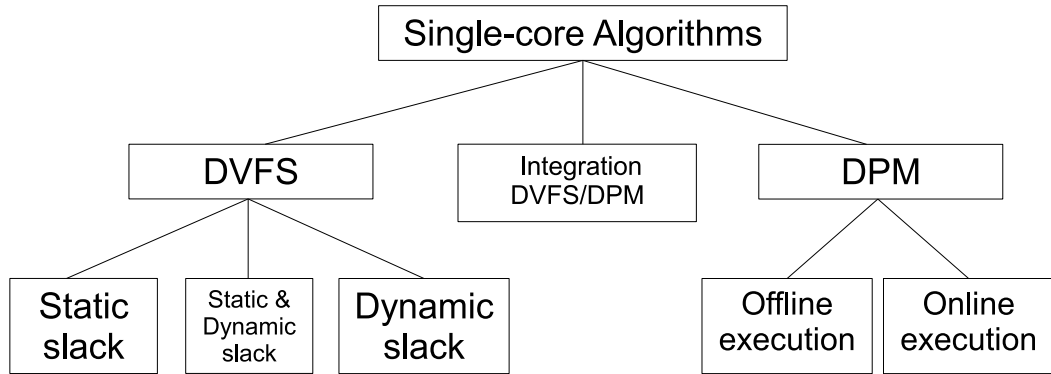 Single-core Algorithms
DVFS
Integration
DVFS/DPM
DPM
Static
slack
Static &
Dynamic
slack
Dynamic
slack
Offline
execution
Online
execution